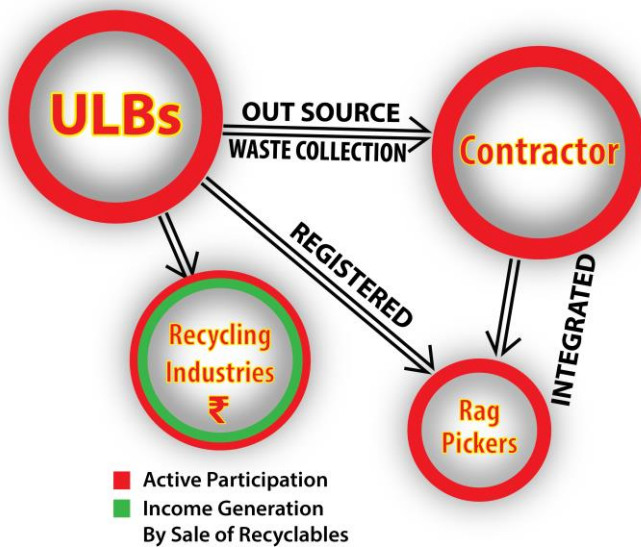 ULBs
OUT SOURCE
WASTE COLLECTION
Contractor
REGISTERED
INTEGRATED
Recycling
Industries
₹
Rag
Pickers
Active Participation
Income Generation
By Sale of Recyclables